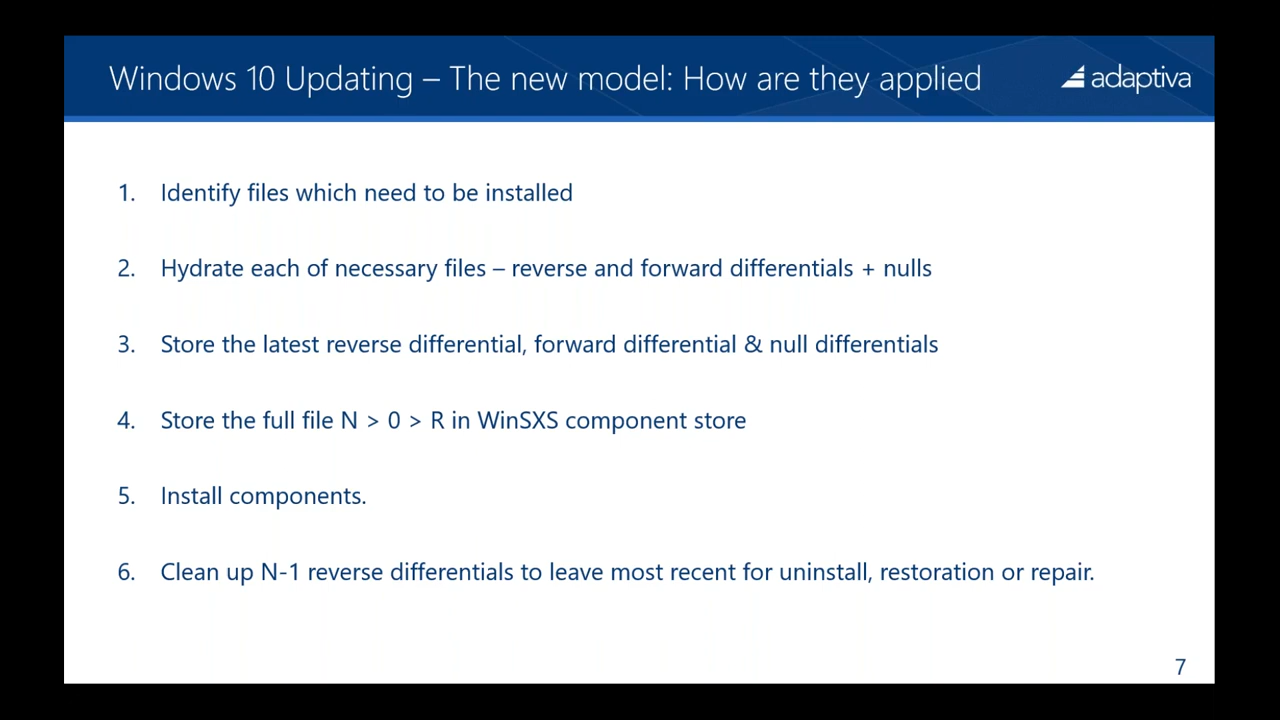 Windows 10 Updating – The new model: How are they applied
adaptiva
1. Identify files which need to be installed
2. Hydrate each of necessary files – reverse and forward differentials + nulls
3. Store the latest reverse differential, forward differential & null differentials
4. Store the full file N > 0 > R in WinSXS component store
5. Install components.
6. Clean up N-1 reverse differentials to leave most recent for uninstall, restoration or repair.
7